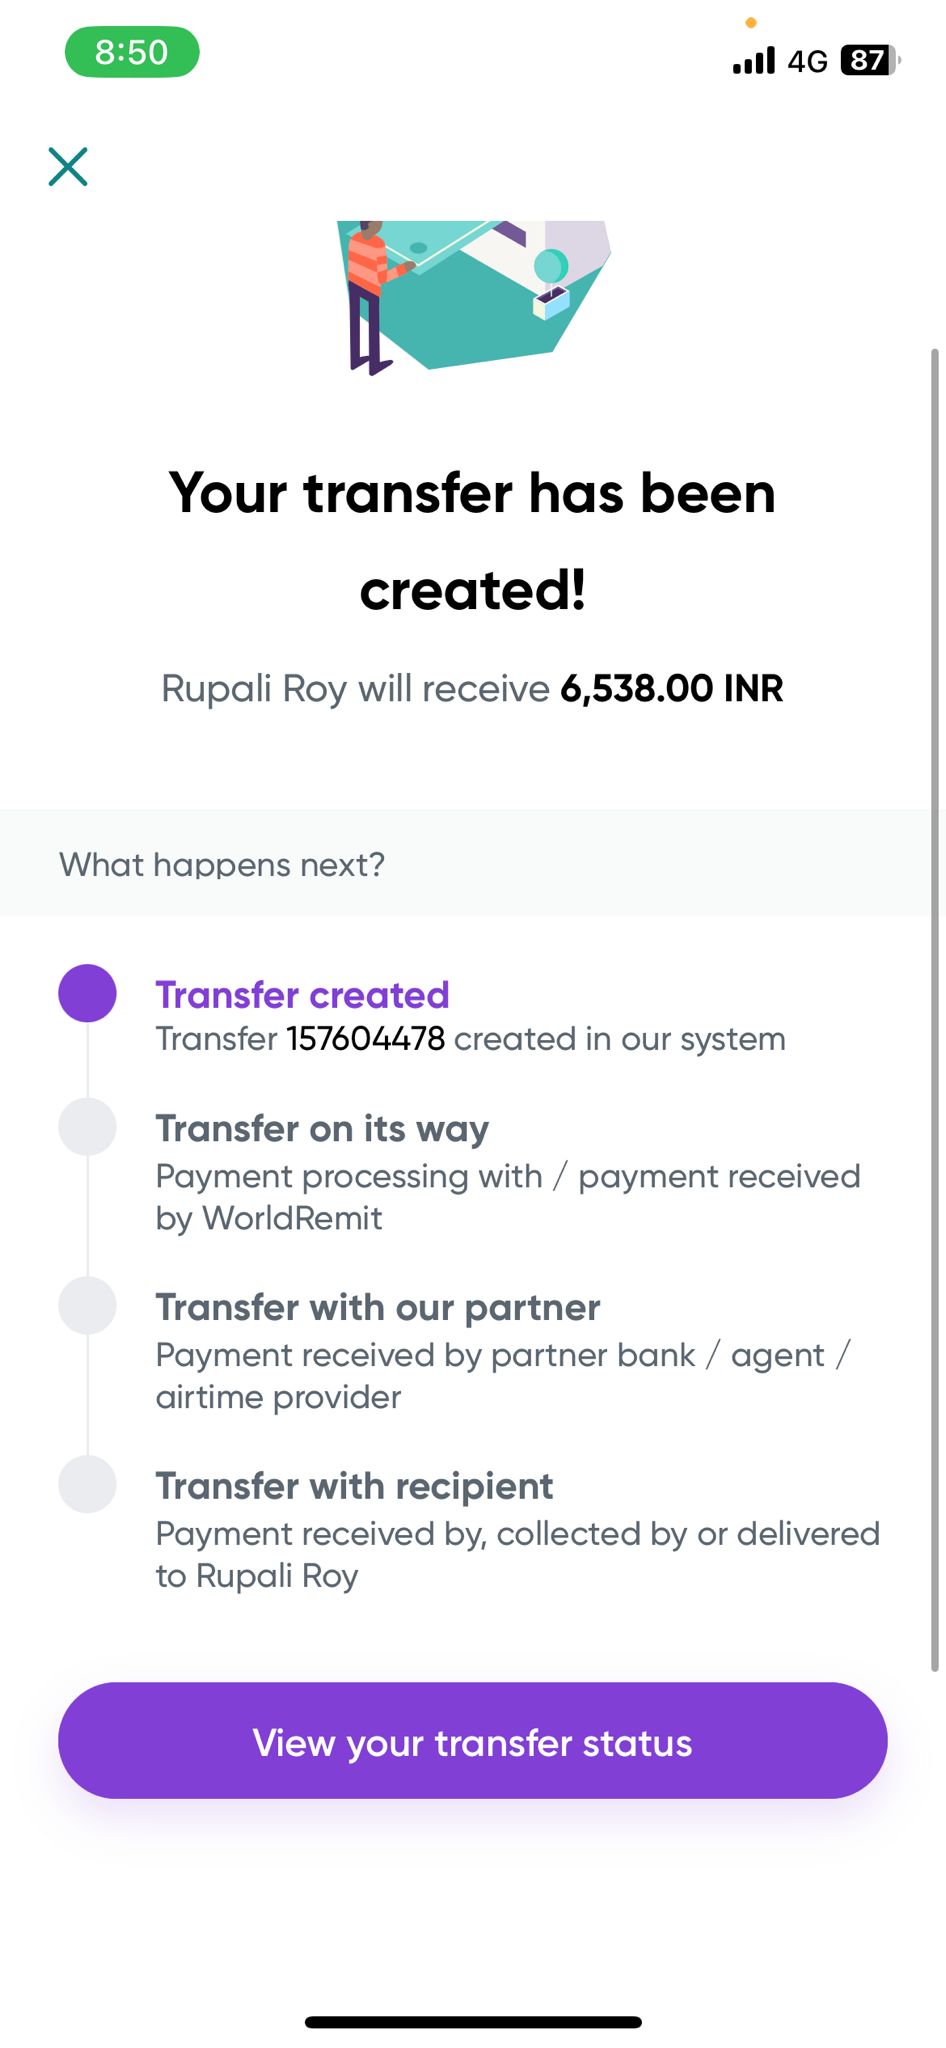 8:50
4G 87
Your transfer has been
created!
Rupali Roy will receive 6,538.00 INR
What happens next?
Transfer created
Transfer 157604478 created in our system
Transfer on its way
Payment processing with / payment received
by WorldRemit
Transfer with our partner
Payment received by partner bank / agent /
airtime provider
Transfer with recipient
Payment received by, collected by or delivered
to Rupali Roy
View your transfer status